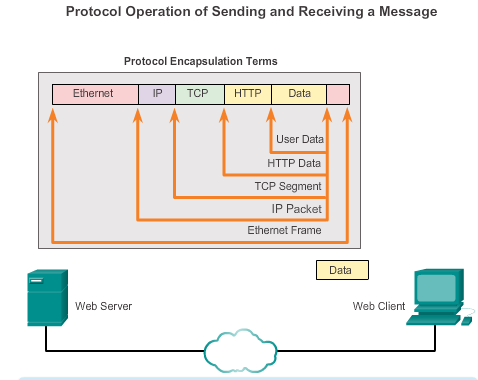 Protocol Operation of Sending and Receiving a Message
Protocol Encapsulation Terms
Ethernet IP TCP HTTP Data
User Data
HTTP Data
TCP Segment
IP Packet
Ethernet Frame
Data
Web Server
Web Client